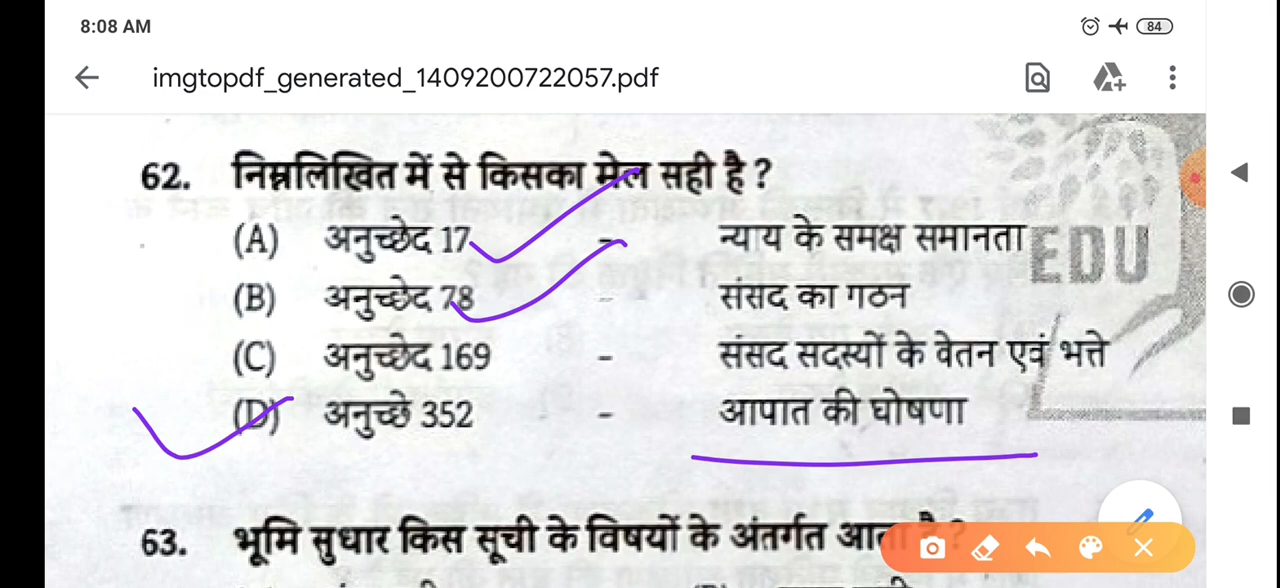 8:08 AM
84
imgtopdf_generated_1409200722057.pdf
62. निम्नलिखित में से किसका मेल सही है ?
(A) अनुच्छेद 17 - न्याय के समक्ष समानता
EDU
(B) अनुच्छेद 78 - संसद का गठन
(C) अनुच्छेद 169 - संसद सदस्यों के वेतन एवं भत्ते
(D) अनुच्छे 352 - आपात की घोषणा
63. भूमि सुधार किस सूची के विषयों के अंतर्गत आता है ?